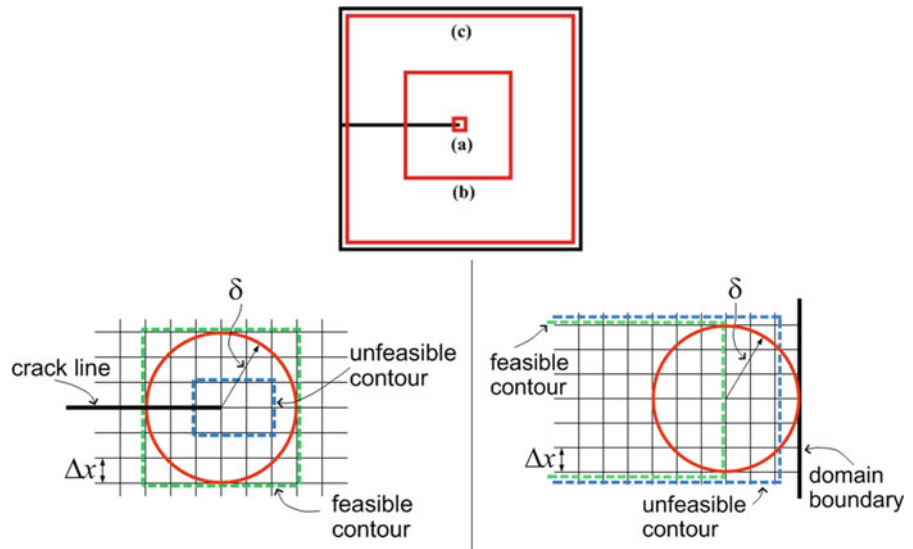 (c)
(a)
(b)
δ
crack line
unfeasible
contour
Δx
feasible
contour
δ
feasible
contour
Δx
unfeasible
contour
domain
boundary